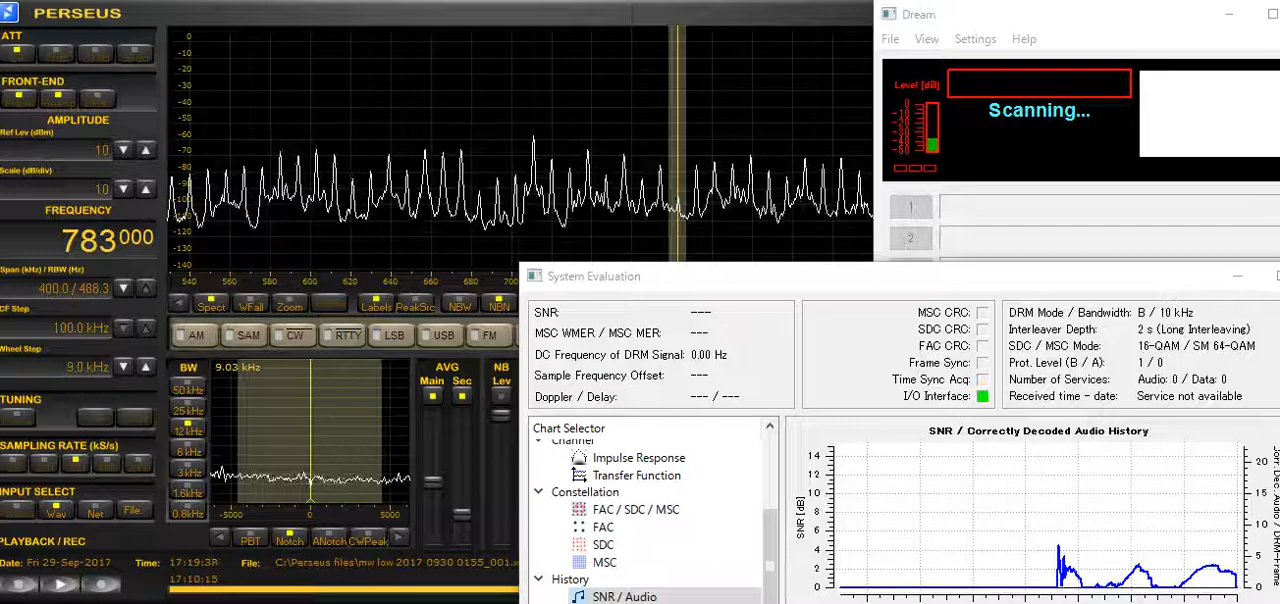 PERSEUS
ATT
FRONT-END
AMPLITUDE
Ref Lev (dBm)
10
Scale (dB/div)
10
FREQUENCY
783000
Span (kHz) / RBW (Hz)
400.0 / 488.3
CF Step
100.0 kHz
Wheel Step
9.0 kHz
TUNING
SAMPLING RATE (kS/s)
INPUT SELECT
Wav Net File.
PLAYBACK / REC
Date: Fri 29-Sep-2017 Time: 17:19:38 File: C:\Perseus files\mw low 2017 0930 0155_001.w
17:10:15
0
-10
-20
-30
-40
-50
-60
-70
-80
-90
-100
-110
-120
-130
-140
540 560 580 600 620 640 660 680 700
Spect WFall Zoom Labels PeakSrc NBW NBN
AM SAM CW RTTY LSB USB FM
BW
50 kHz
25 kHz
12 kHz
6 kHz
3 kHz
1.6kHz
0.8kHz
9.03 kHz
-5000 0 5000
AVG
Main Sec
NB
Lev
PBT Notch ANotch CWPeak
Dream
File View Settings Help
Level [dB]
0
-10
-20
-30
-40
-50
Scanning...
1
2
System Evaluation
SNR: ---
MSC WMER / MSC MER: ---
DC Frequency of DRM Signal: 0.00 Hz
Sample Frequency Offset: ---
Doppler / Delay: --- / ---
MSC CRC:
SDC CRC:
FAC CRC:
Frame Sync:
Time Sync Acq:
I/O Interface:
DRM Mode / Bandwidth: B / 10 kHz
Interleaver Depth: 2 s (Long Interleaving)
SDC / MSC Mode: 16-QAM / SM 64-QAM
Prot. Level (B / A): 1 / 0
Number of Services: Audio: 0 / Data: 0
Received time - date: Service not available
Chart Selector
Channel
Impulse Response
Transfer Function
Constellation
FAC / SDC / MSC
FAC
SDC
MSC
History
SNR / Audio
SNR / Correctly Decoded Audio History
SNR [dB]
14
12
10
8
6
4
2
0
20
15
10
5
0